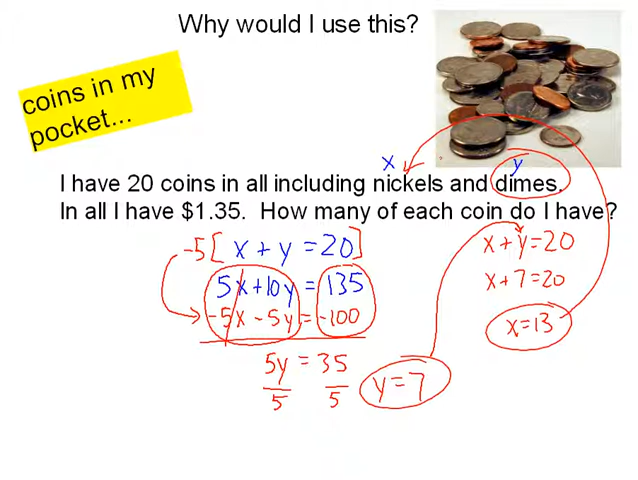 Why would I use this?
coins in my
pocket...
x
y
I have 20 coins in all including nickels and dimes.
In all I have $1.35. How many of each coin do I have?
-5[ x + y = 20 ]
5x + 10y = 135
-5x - 5y = -100
5y = 35
5 5
y = 7
x + y = 20
x + 7 = 20
x = 13